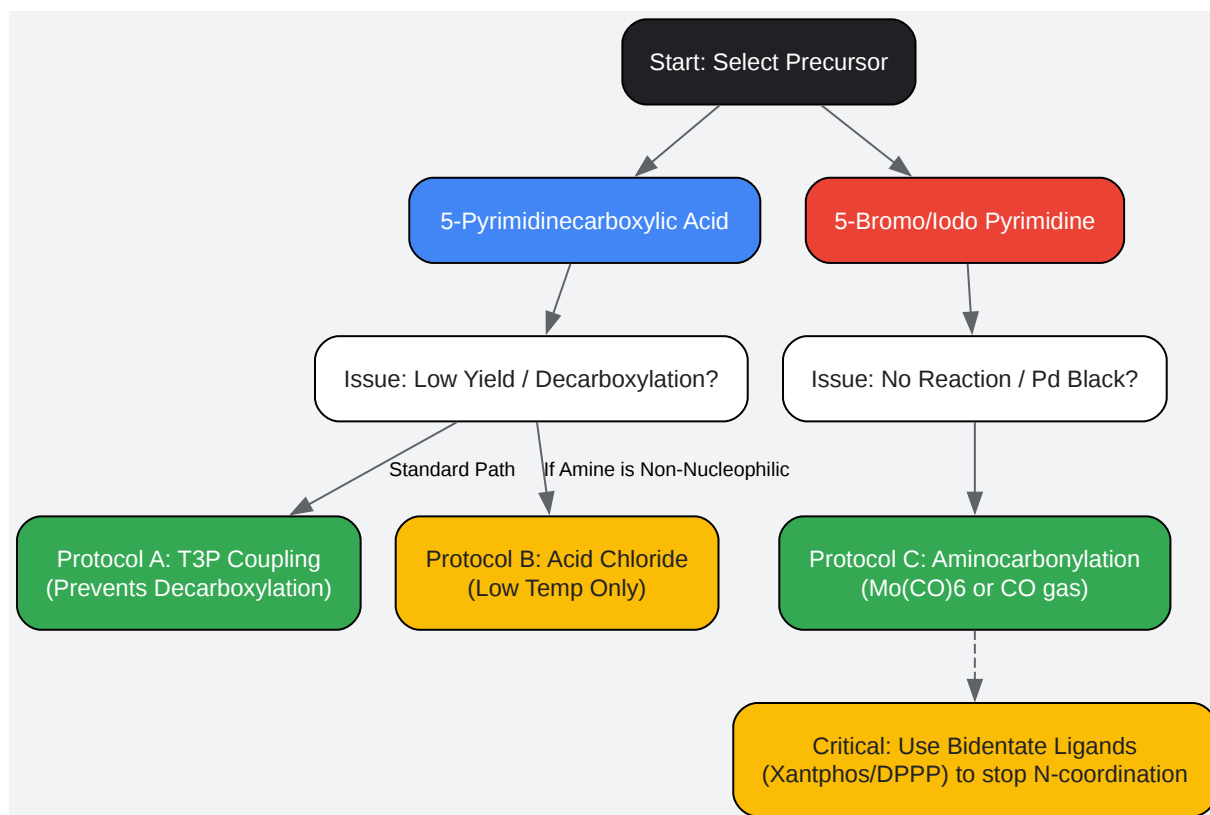 Start: Select Precursor
5-Pyrimidinecarboxylic Acid
5-Bromo/Iodo Pyrimidine
Issue: Low Yield / Decarboxylation?
Issue: No Reaction / Pd Black?
Standard Path
If Amine is Non-Nucleophilic
Protocol A: T3P Coupling
(Prevents Decarboxylation)
Protocol B: Acid Chloride
(Low Temp Only)
Protocol C: Aminocarbonylation
(Mo(CO)6 or CO gas)
Critical: Use Bidentate Ligands
(Xantphos/DPPP) to stop N-coordination